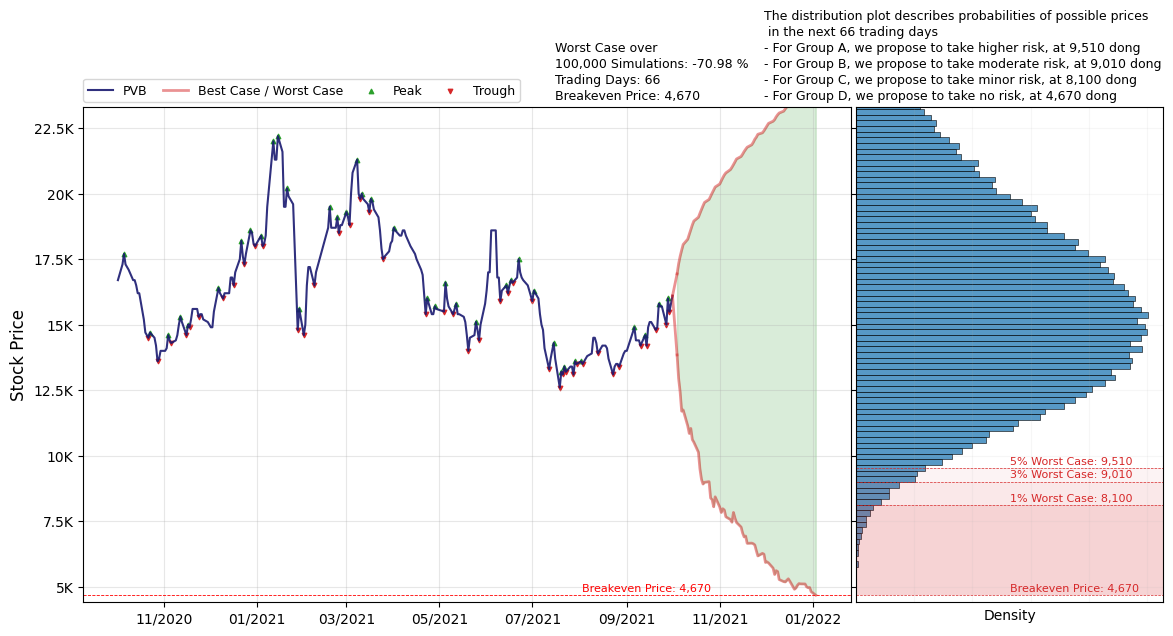 The distribution plot describes probabilities of possible prices
in the next 66 trading days
- For Group A, we propose to take higher risk, at 9,510 dong
- For Group B, we propose to take moderate risk, at 9,010 dong
- For Group C, we propose to take minor risk, at 8,100 dong
- For Group D, we propose to take no risk, at 4,670 dong
Worst Case over
100,000 Simulations: -70.98 %
Trading Days: 66
Breakeven Price: 4,670
PVB
Best Case / Worst Case
Peak
Trough
Stock Price
22.5K
20K
17.5K
15K
12.5K
10K
7.5K
5K
Breakeven Price: 4,670
11/2020
01/2021
03/2021
05/2021
07/2021
09/2021
11/2021
01/2022
5% Worst Case: 9,510
3% Worst Case: 9,010
1% Worst Case: 8,100
Breakeven Price: 4,670
Density